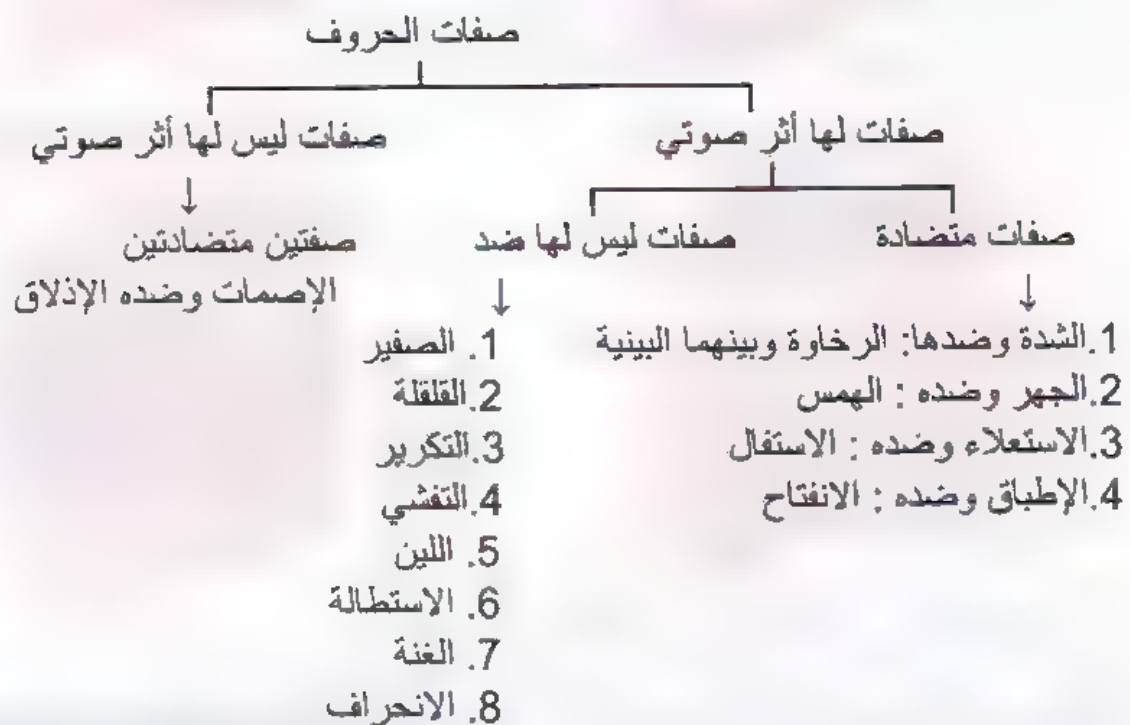 صفات الحروف
صفات لها أثر صوتي
صفات ليس لها أثر صوتي
صفات متضادة
صفات ليس لها ضد
صفتين متضادتين
الإصمات وضده الإذلاق
1.الشدة وضدها: الرخاوة وبينهما البينية
2.الجهر وضده : الهمس
3.الاستعلاء وضده : الاستفال
4.الإطباق وضده : الانفتاح
1. الصفير
2.القلقلة
3.التكرير
4.التفشي
5. اللين
6. الاستطالة
7. الغنة
8. الانحراف